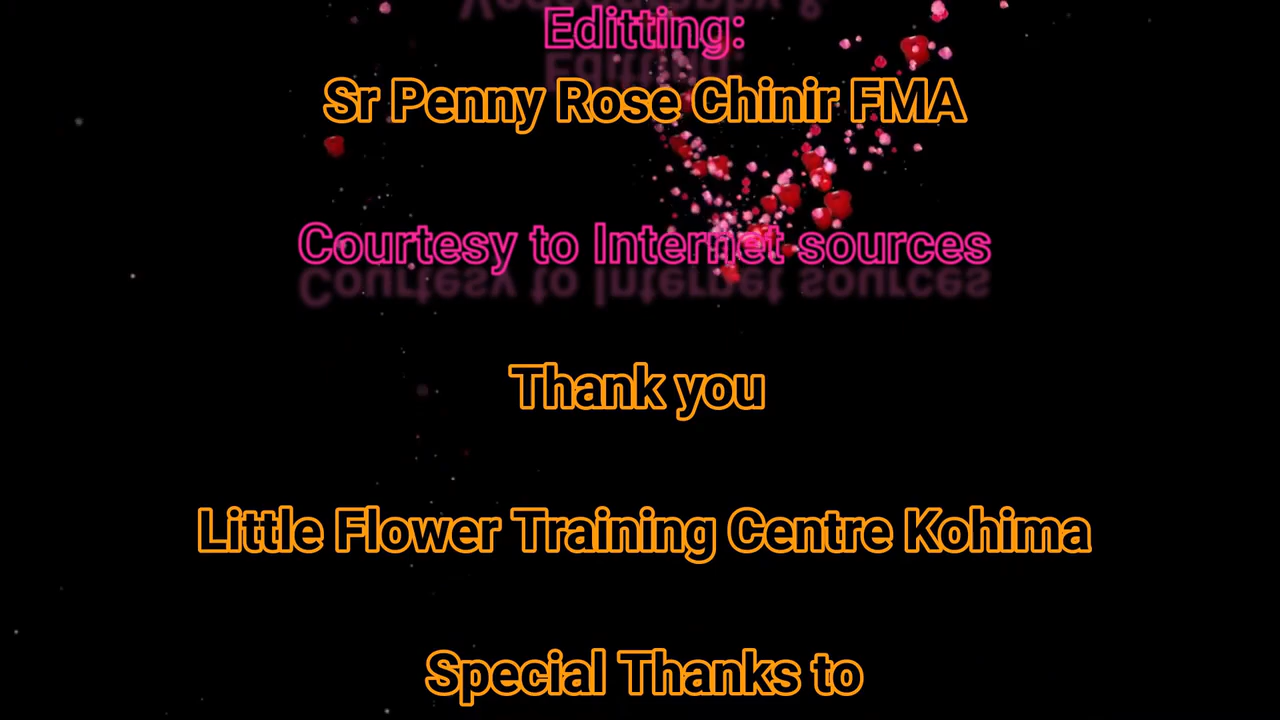 Editting:
Sr Penny Rose Chinir FMA
Courtesy to Internet sources
Thank you
Little Flower Training Centre Kohima
Special Thanks to